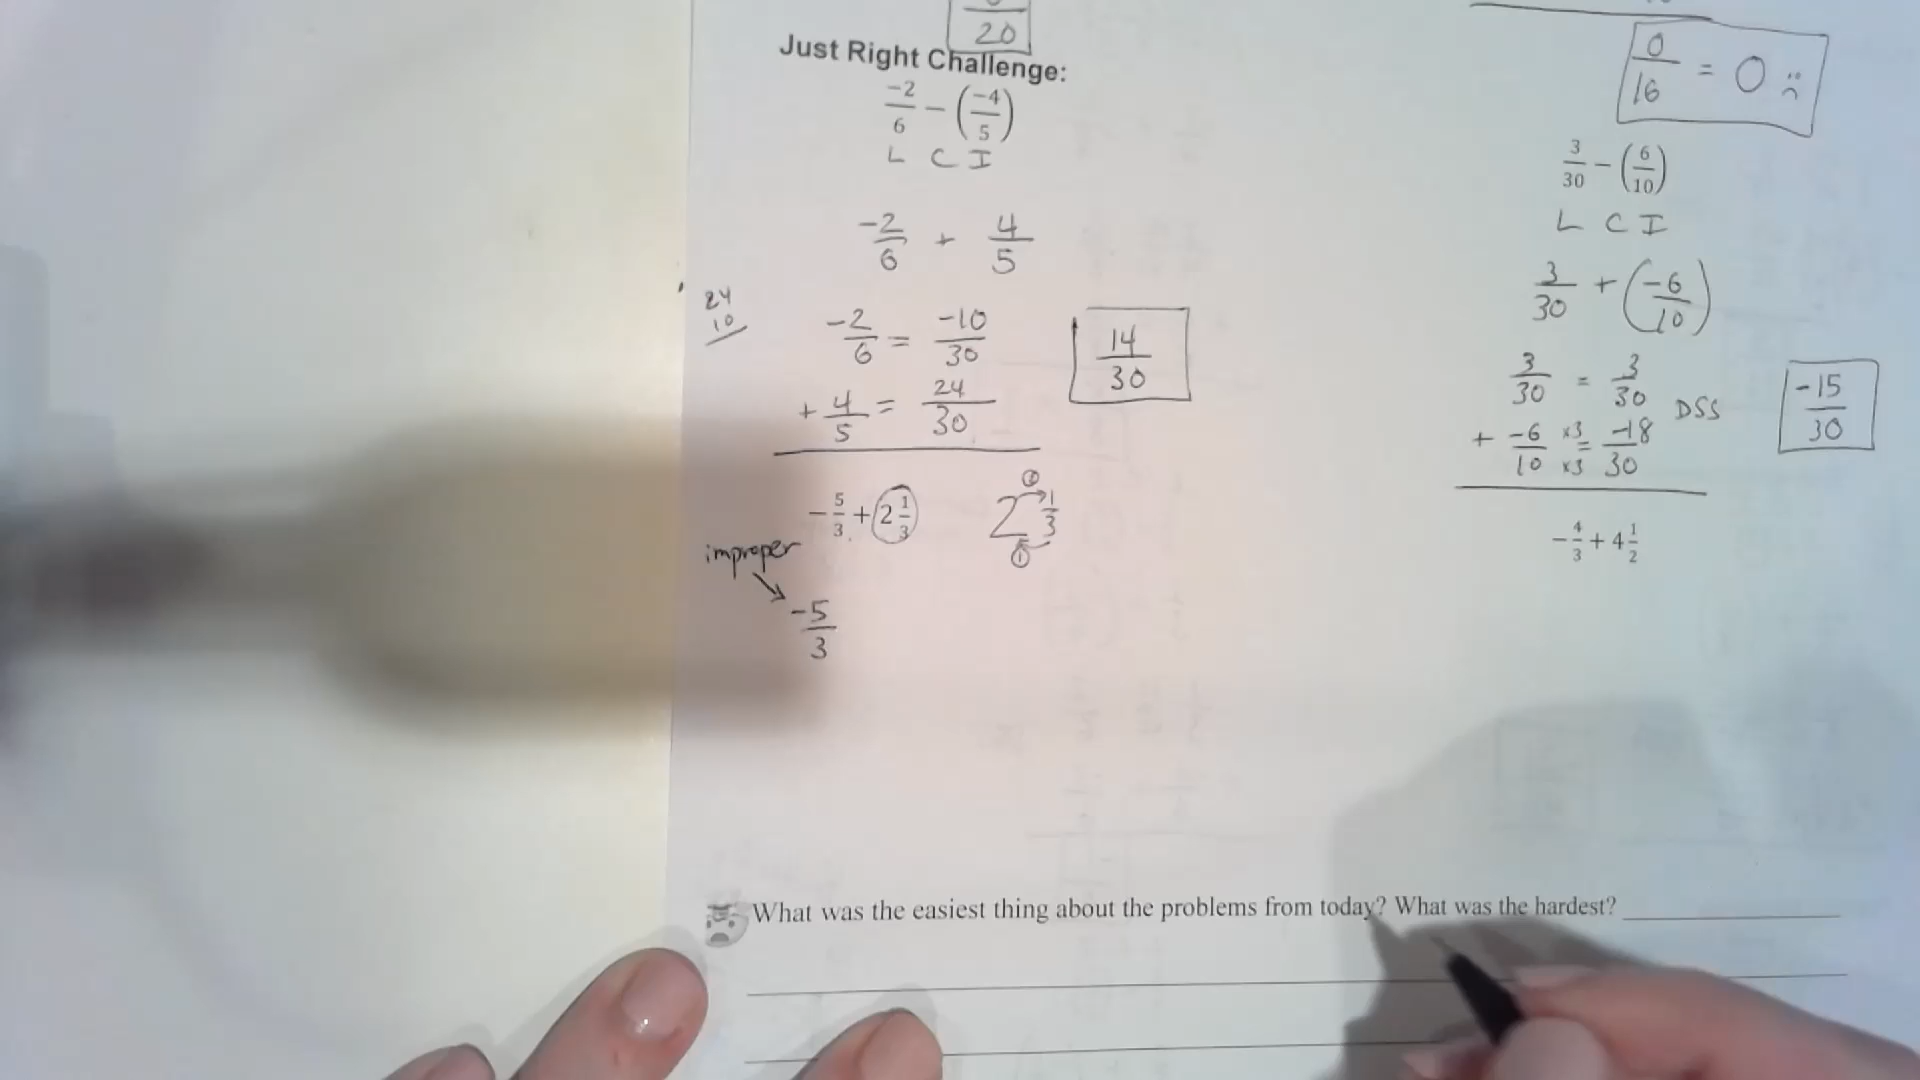 20
Just Right Challenge:
-2/6 - (-4/5)
L C I
-2/6 + 4/5
24
10
-2/6 = -10/30
+ 4/5 = 24/30
14/30
-5/3 + 2 1/3
2 1/3
②
①
improper
-5/3
0/16 = 0
3/30 - (6/10)
L C I
3/30 + (-6/10)
3/30 = 3/30
DSS
+ -6/10 ×3/×3 = -18/30
-15/30
-4/3 + 4 1/2
What was the easiest thing about the problems from today? What was the hardest?